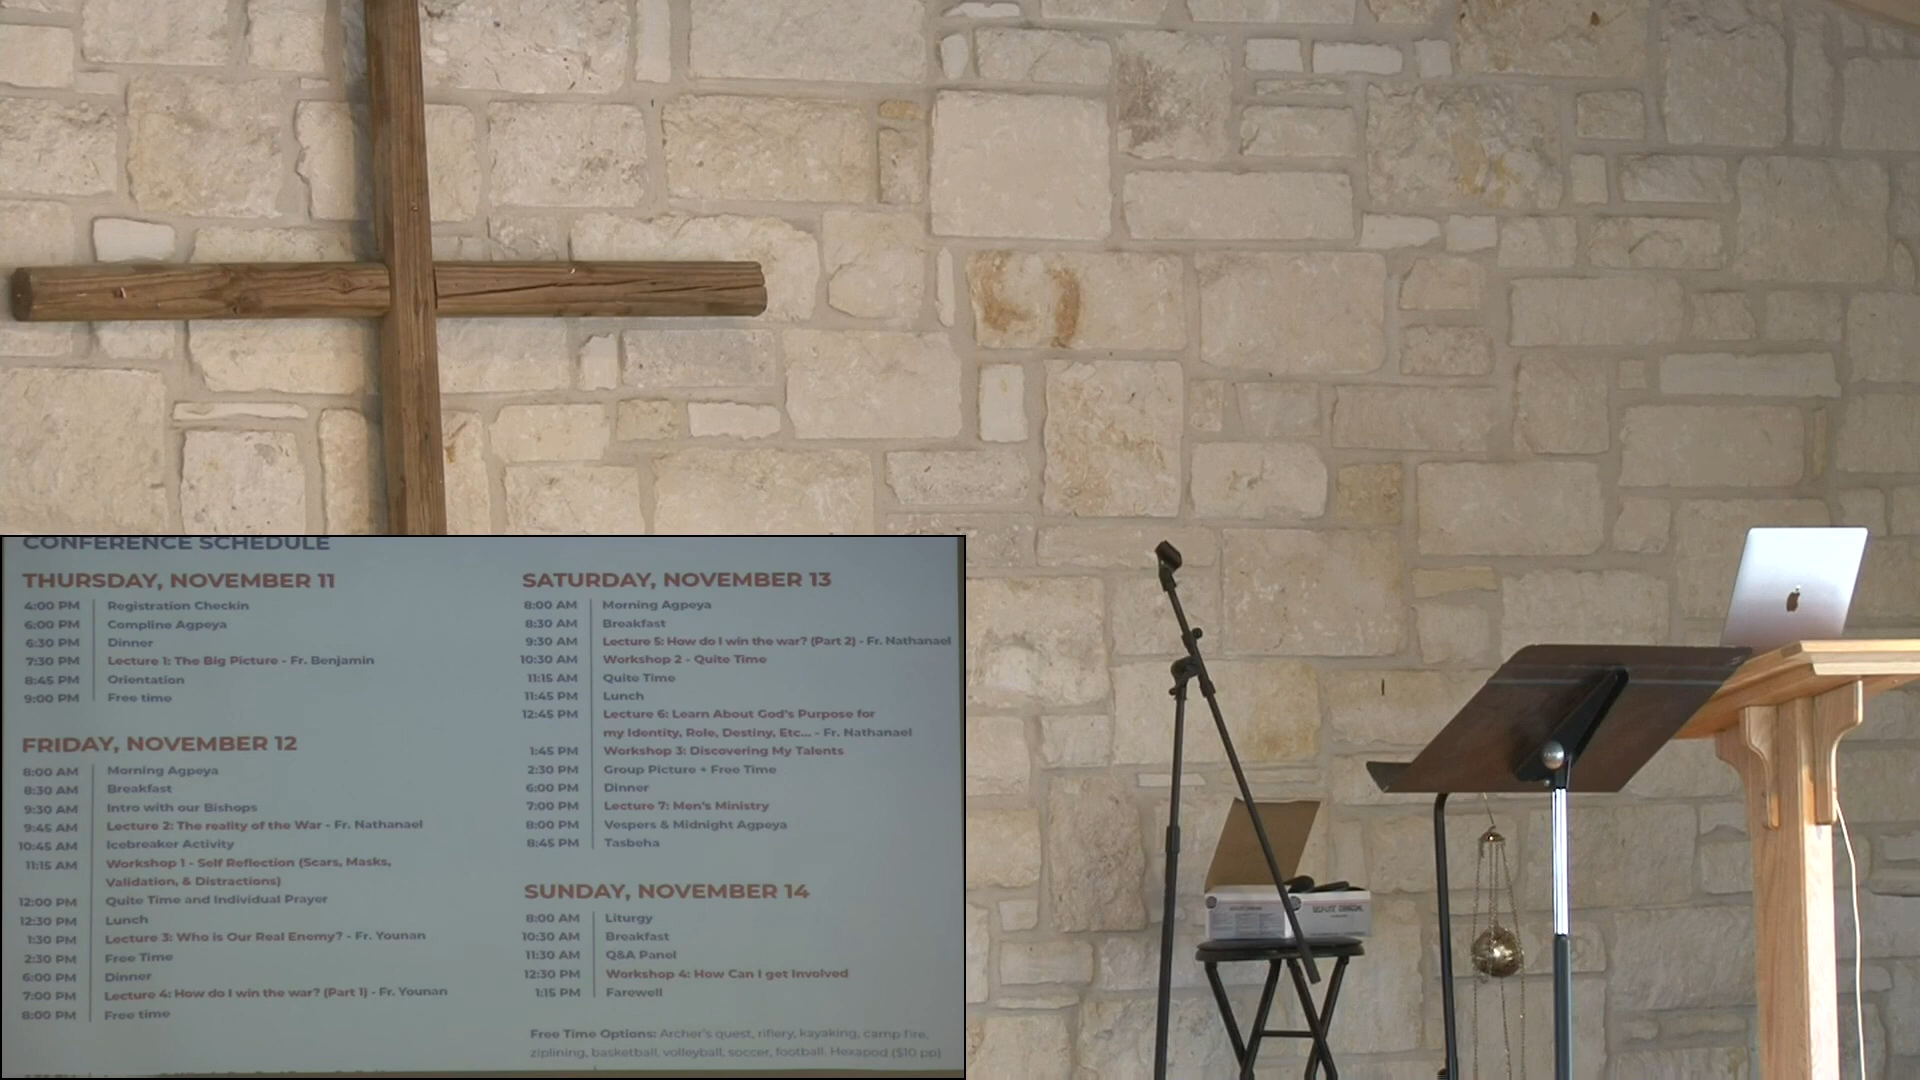 CONFERENCE SCHEDULE
THURSDAY, NOVEMBER 11
4:00 PM Registration Checkin
6:00 PM Compline Agpeya
6:30 PM Dinner
7:30 PM Lecture 1: The Big Picture - Fr. Benjamin
8:45 PM Orientation
9:00 PM Free time
FRIDAY, NOVEMBER 12
8:00 AM Morning Agpeya
8:30 AM Breakfast
9:30 AM Intro with our Bishops
9:45 AM Lecture 2: The reality of the War - Fr. Nathanael
10:45 AM Icebreaker Activity
11:15 AM Workshop 1 - Self Reflection (Scars, Masks,
Validation, & Distractions)
12:00 PM Quite Time and Individual Prayer
12:30 PM Lunch
1:30 PM Lecture 3: Who is Our Real Enemy? - Fr. Younan
2:30 PM Free Time
6:00 PM Dinner
7:00 PM Lecture 4: How do I win the war? (Part 1) - Fr. Younan
8:00 PM Free time
SATURDAY, NOVEMBER 13
8:00 AM Morning Agpeya
8:30 AM Breakfast
9:30 AM Lecture 5: How do I win the war? (Part 2) - Fr. Nathanael
10:30 AM Workshop 2 - Quite Time
11:15 AM Quite Time
11:45 PM Lunch
12:45 PM Lecture 6: Learn About God's Purpose for
my Identity, Role, Destiny, Etc... - Fr. Nathanael
1:45 PM Workshop 3: Discovering My Talents
2:30 PM Group Picture + Free Time
6:00 PM Dinner
7:00 PM Lecture 7: Men's Ministry
8:00 PM Vespers & Midnight Agpeya
8:45 PM Tasbeha
SUNDAY, NOVEMBER 14
8:00 AM Liturgy
10:30 AM Breakfast
11:30 AM Q&A Panel
12:30 PM Workshop 4: How Can I get Involved
1:15 PM Farewell
Free Time Options: Archer's quest, riflery, kayaking, camp fire,
ziplining, basketball, volleyball, soccer, football. Hexapod ($10 pp)